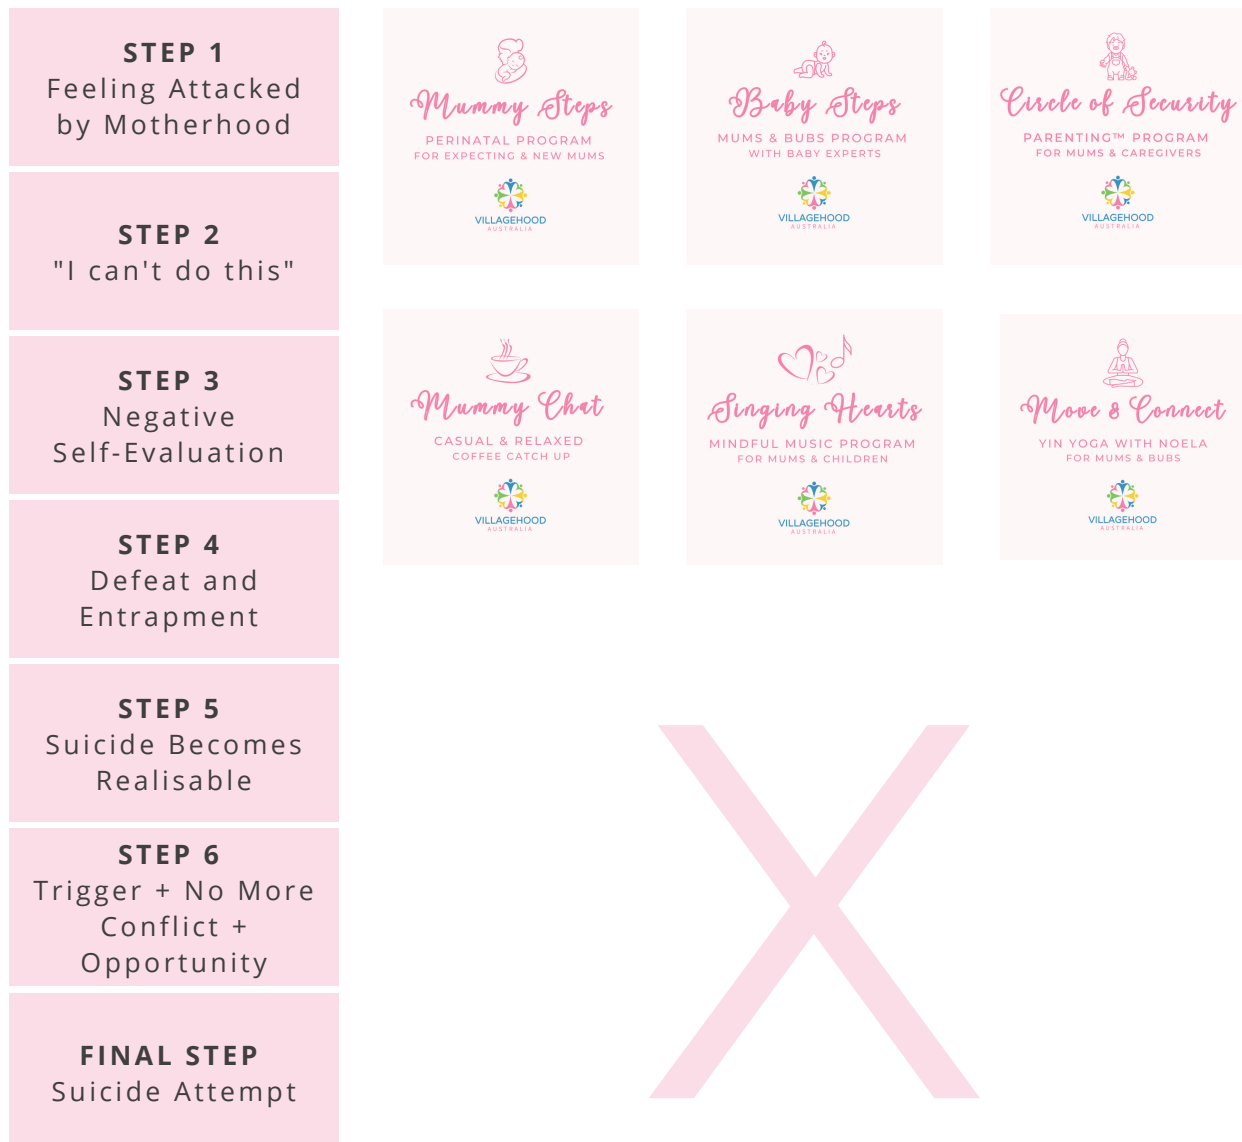 STEP 1
Feeling Attacked
by Motherhood
STEP 2
"I can't do this"
STEP 3
Negative
Self-Evaluation
STEP 4
Defeat and
Entrapment
STEP 5
Suicide Becomes
Realisable
STEP 6
Trigger + No More
Conflict +
Opportunity
FINAL STEP
Suicide Attempt
Mummy Steps
PERINATAL PROGRAM
FOR EXPECTING & NEW MUMS
VILLAGEHOOD
AUSTRALIA
Baby Steps
MUMS & BUBS PROGRAM
WITH BABY EXPERTS
VILLAGEHOOD
AUSTRALIA
Circle of Security
PARENTING™ PROGRAM
FOR MUMS & CAREGIVERS
VILLAGEHOOD
AUSTRALIA
Mummy Chat
CASUAL & RELAXED
COFFEE CATCH UP
VILLAGEHOOD
AUSTRALIA
Singing Hearts
MINDFUL MUSIC PROGRAM
FOR MUMS & CHILDREN
VILLAGEHOOD
AUSTRALIA
Move & Connect
YIN YOGA WITH NOELA
FOR MUMS & BUBS
VILLAGEHOOD
AUSTRALIA
X